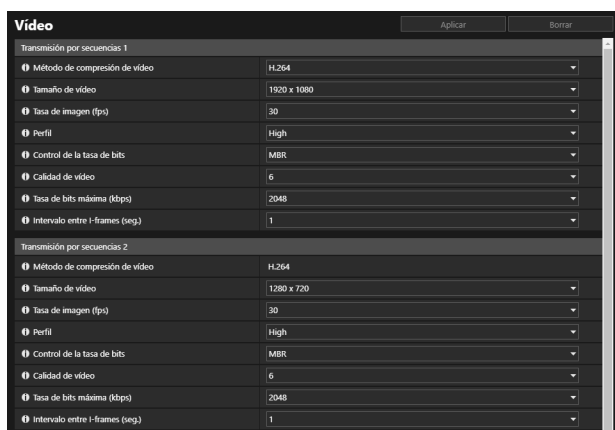 Vídeo Aplicar Borrar
Transmisión por secuencias 1
Método de compresión de vídeo H.264
Tamaño de vídeo 1920 x 1080
Tasa de imagen (fps) 30
Perfil High
Control de la tasa de bits MBR
Calidad de vídeo 6
Tasa de bits máxima (kbps) 2048
Intervalo entre I-frames (seg.) 1
Transmisión por secuencias 2
Método de compresión de vídeo H.264
Tamaño de vídeo 1280 x 720
Tasa de imagen (fps) 30
Perfil High
Control de la tasa de bits MBR
Calidad de vídeo 6
Tasa de bits máxima (kbps) 2048
Intervalo entre I-frames (seg.) 1